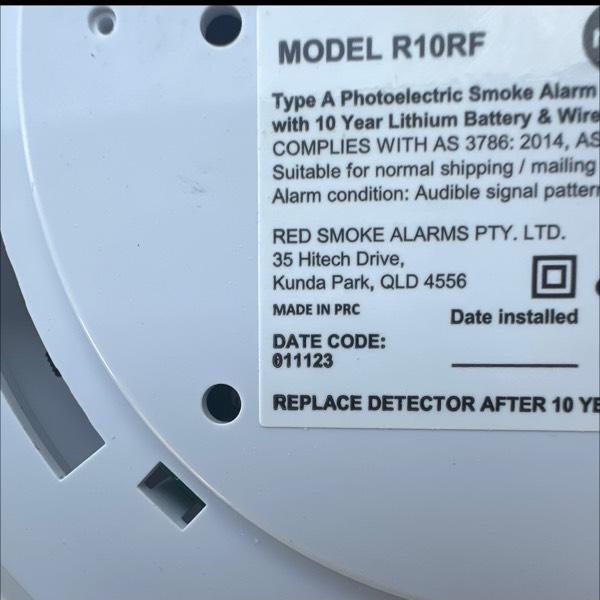 MODEL R10RF
Type A Photoelectric Smoke Alarm
with 10 Year Lithium Battery & Wire
COMPLIES WITH AS 3786: 2014, AS
Suitable for normal shipping / mailing
Alarm condition: Audible signal patter
RED SMOKE ALARMS PTY. LTD.
35 Hitech Drive,
Kunda Park, QLD 4556
MADE IN PRC
Date installed
DATE CODE:
011123
REPLACE DETECTOR AFTER 10 YE